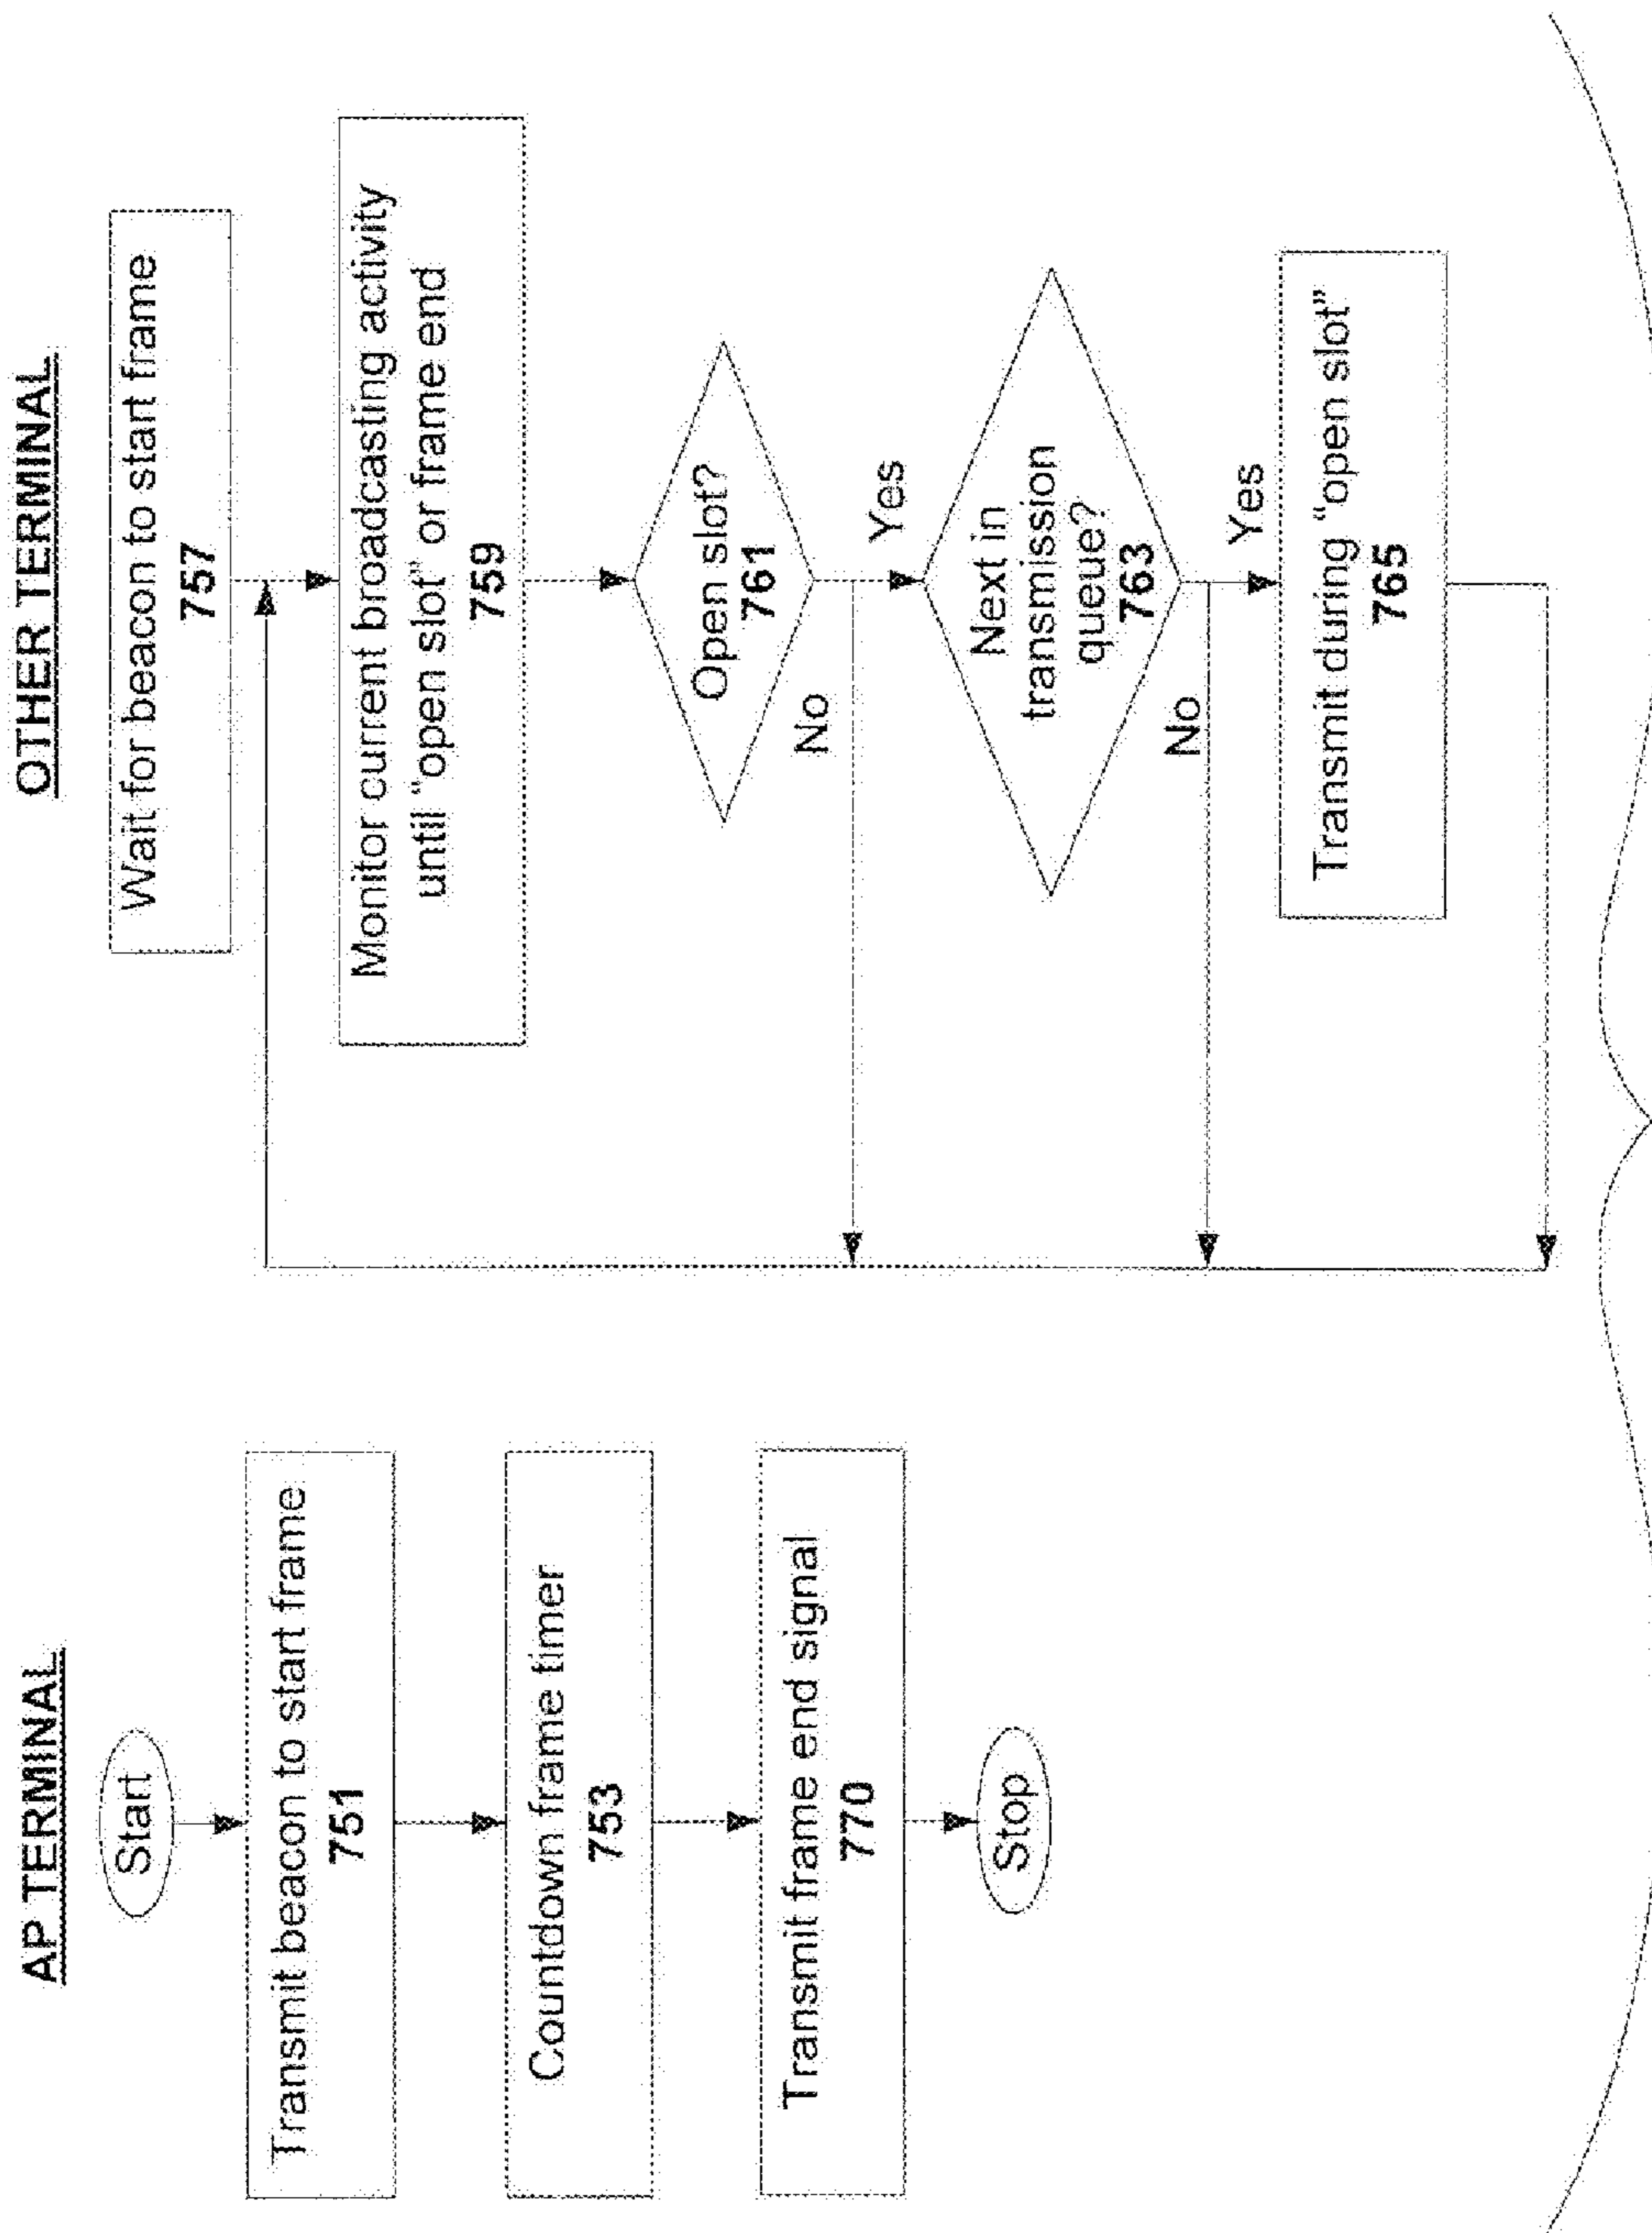 AP TERMINAL
Start
Transmit beacon to start frame
751
Countdown frame timer
753
Transmit frame end signal
770
Stop
OTHER TERMINAL
Wait for beacon to start frame
757
Monitor current broadcasting activity
until "open slot" or frame end
759
Open slot?
761
No
Yes
Next in
transmission
queue?
763
No
Yes
Transmit during "open slot"
765